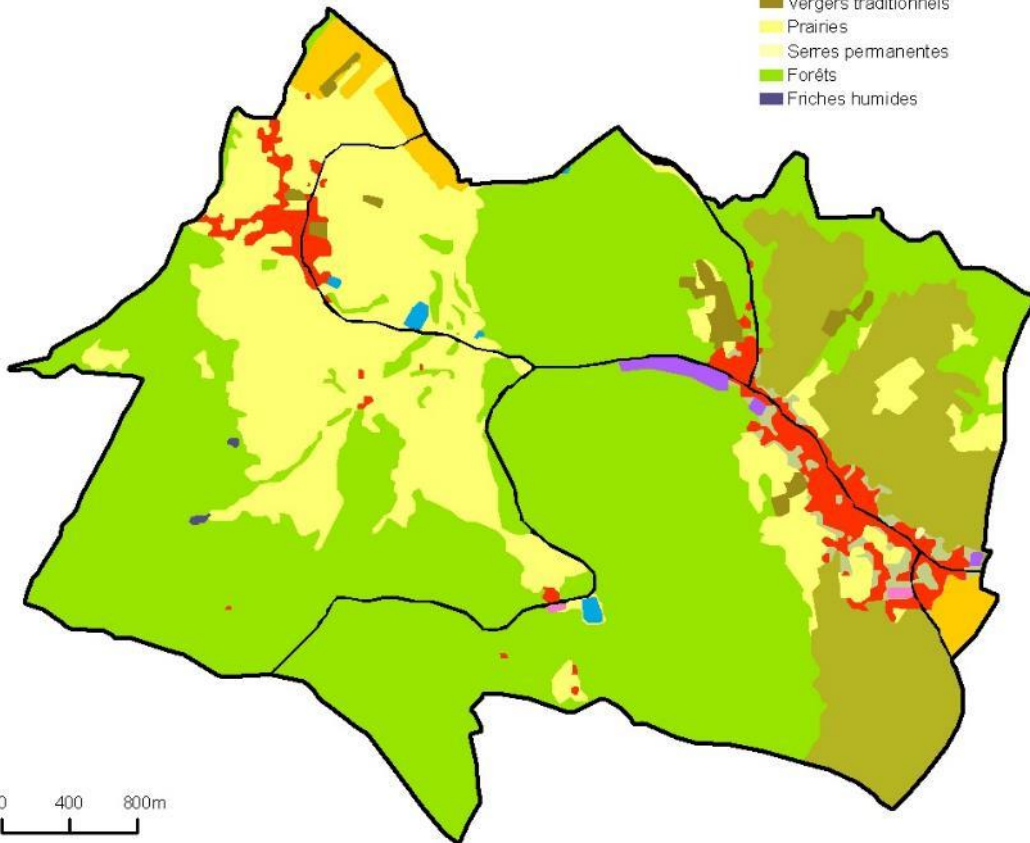 Vergers traditionnels
Prairies
Serres permanentes
Forêts
Friches humides
0 400 800m